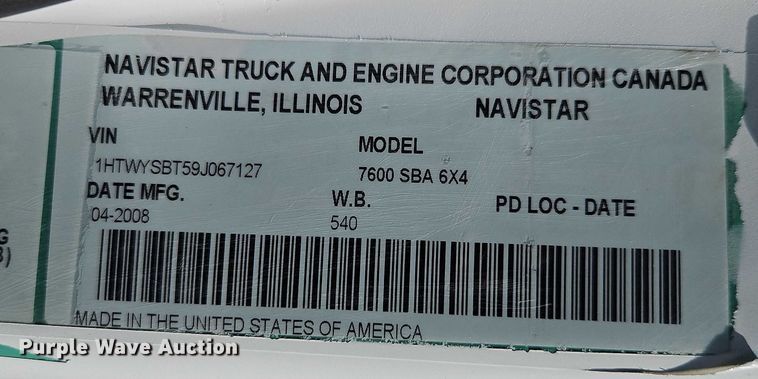 NAVISTAR TRUCK AND ENGINE CORPORATION CANADA
WARRENVILLE, ILLINOIS NAVISTAR
VIN MODEL
1HTWYSBT59J067127 7600 SBA 6X4
DATE MFG. W.B. PD LOC - DATE
04-2008 540
G
3)
MADE IN THE UNITED STATES OF AMERICA
Purple Wave Auction